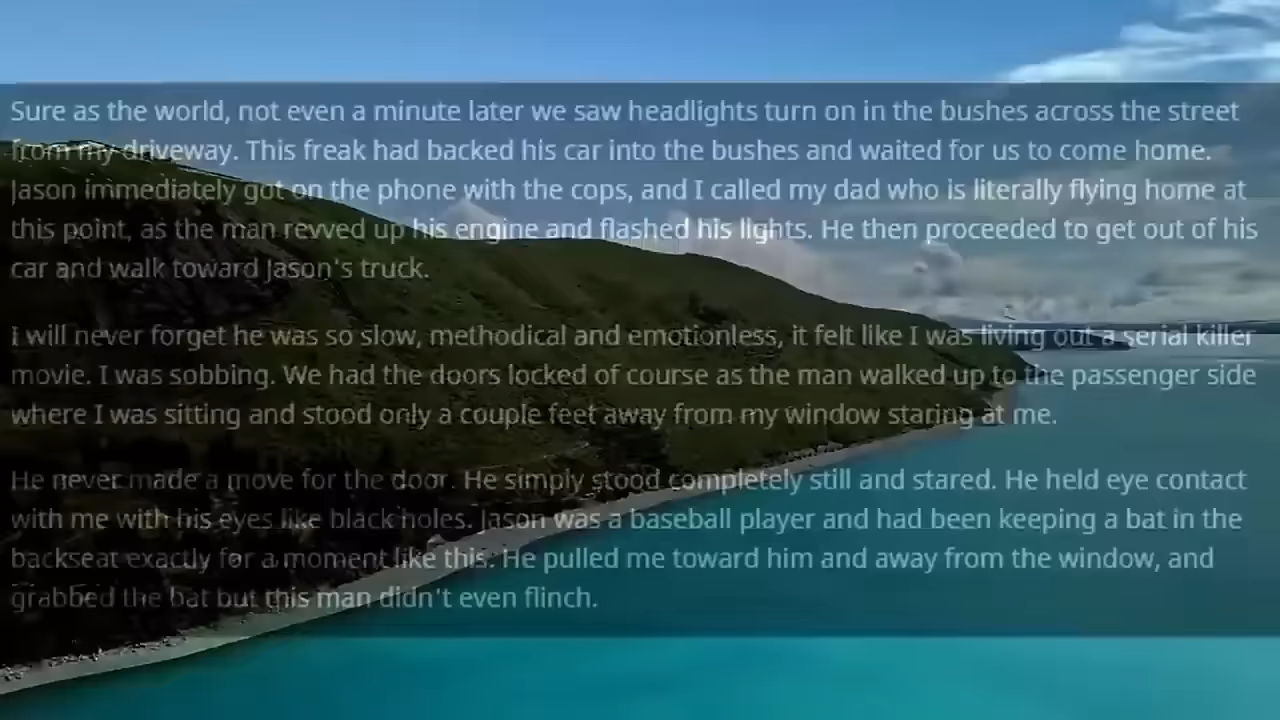 Sure as the world, not even a minute later we saw headlights turn on in the bushes across the street
from my driveway. This freak had backed his car into the bushes and waited for us to come home.
Jason immediately got on the phone with the cops, and I called my dad who is literally flying home at
this point, as the man revved up his engine and flashed his lights. He then proceeded to get out of his
car and walk toward Jason's truck.
I will never forget he was so slow, methodical and emotionless, it felt like I was living out a serial killer
movie. I was sobbing. We had the doors locked of course as the man walked up to the passenger side
where I was sitting and stood only a couple feet away from my window staring at me.
He never made a move for the door. He simply stood completely still and stared. He held eye contact
with me with his eyes like black holes. Jason was a baseball player and had been keeping a bat in the
backseat exactly for a moment like this. He pulled me toward him and away from the window, and
grabbed the bat but this man didn't even flinch.